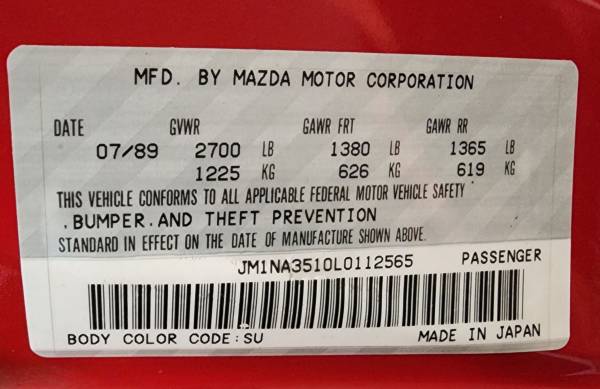 MFD. BY MAZDA MOTOR CORPORATION
DATE GVWR GAWR FRT GAWR RR
07/89 2700 LB 1380 LB 1365 LB
1225 KG 626 KG 619 KG
THIS VEHICLE CONFORMS TO ALL APPLICABLE FEDERAL MOTOR VEHICLE SAFETY
.BUMPER.AND THEFT PREVENTION
STANDARD IN EFFECT ON THE DATE OF MANUFACTURE SHOWN ABOVE.
JM1NA3510L0112565 PASSENGER
BODY COLOR CODE:SU MADE IN JAPAN